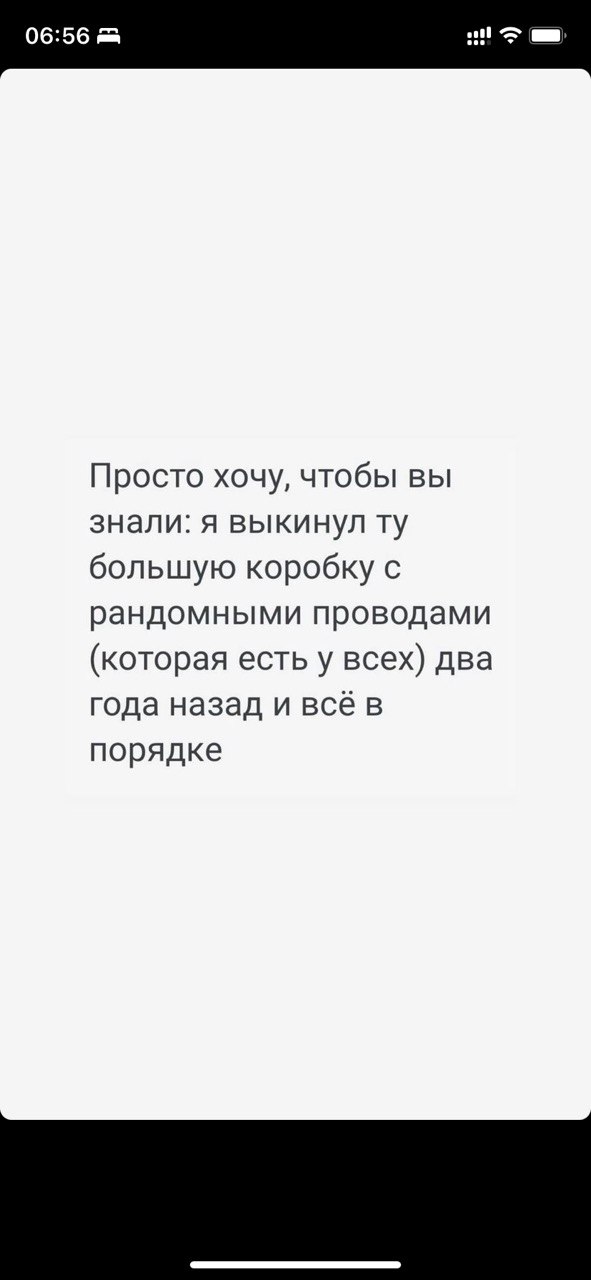 06:56
Просто хочу, чтобы вы
знали: я выкинул ту
большую коробку с
рандомными проводами
(которая есть у всех) два
года назад и всё в
порядке